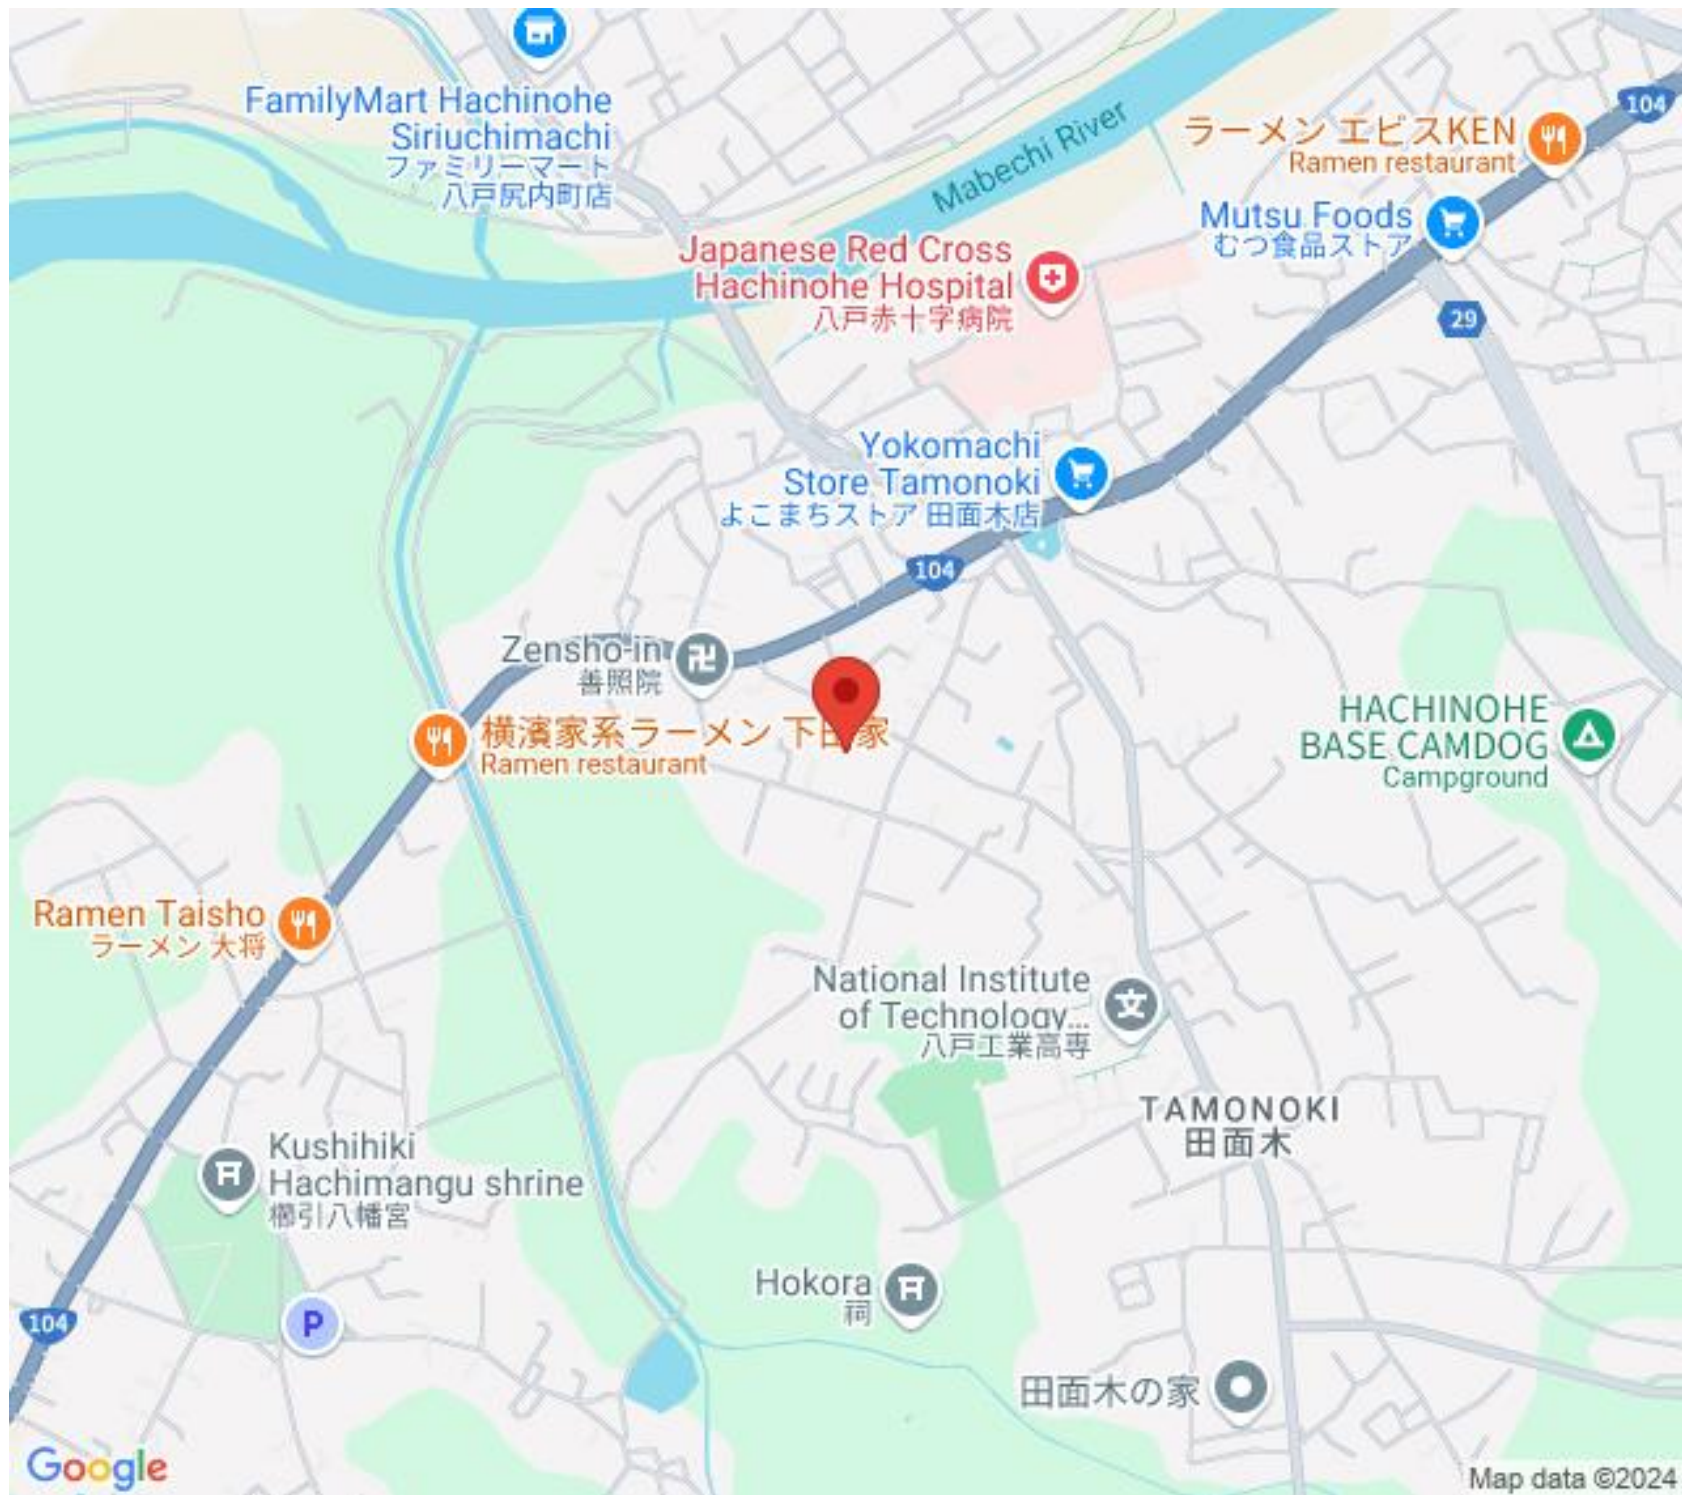 FamilyMart Hachinohe
Siriuchimachi
ファミリーマート
八戸尻内町店
Mabechi River
104
ラーメン エビスKEN
Ramen restaurant
Mutsu Foods
むつ食品ストア
Japanese Red Cross
Hachinohe Hospital
八戸赤十字病院
29
Yokomachi
Store Tamonoki
よこまちストア 田面木店
104
Zensho-in
善照院
横濱家系ラーメン 下田家
Ramen restaurant
HACHINOHE
BASE CAMDOG
Campground
Ramen Taisho
ラーメン 大将
National Institute
of Technology...
八戸工業高専
TAMONOKI
田面木
Kushihiki
Hachimangu shrine
櫛引八幡宮
Hokora
祠
104
P
田面木の家
Google
Map data ©2024